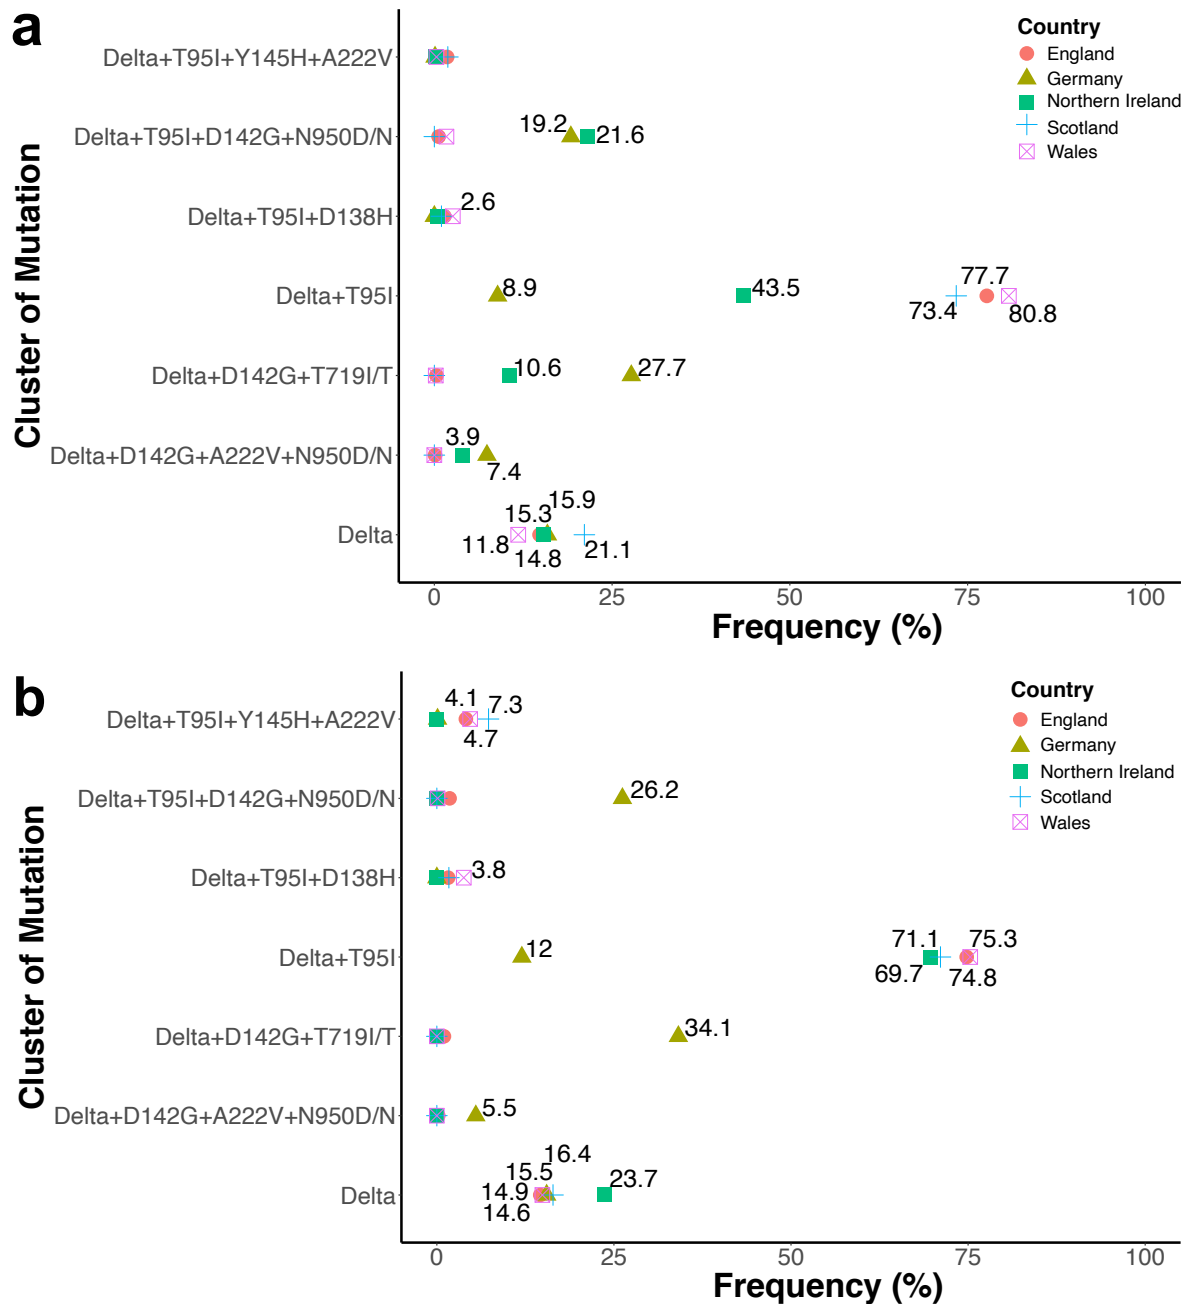 a
Country
England
Germany
Northern Ireland
Scotland
Wales
Cluster of Mutation
Delta+T95I+Y145H+A222V
Delta+T95I+D142G+N950D/N
19.2
21.6
Delta+T95I+D138H
2.6
Delta+T95I
8.9
43.5
73.4
77.7
80.8
Delta+D142G+T719I/T
10.6
27.7
Delta+D142G+A222V+N950D/N
3.9
7.4
Delta
11.8
15.3
14.8
15.9
21.1
0
25
50
75
100
Frequency (%)
b
Country
England
Germany
Northern Ireland
Scotland
Wales
Cluster of Mutation
Delta+T95I+Y145H+A222V
4.1
4.7
7.3
Delta+T95I+D142G+N950D/N
26.2
Delta+T95I+D138H
3.8
Delta+T95I
12
71.1
69.7
75.3
74.8
Delta+D142G+T719I/T
34.1
Delta+D142G+A222V+N950D/N
5.5
Delta
16.4
15.5
14.9
14.6
23.7
0
25
50
75
100
Frequency (%)